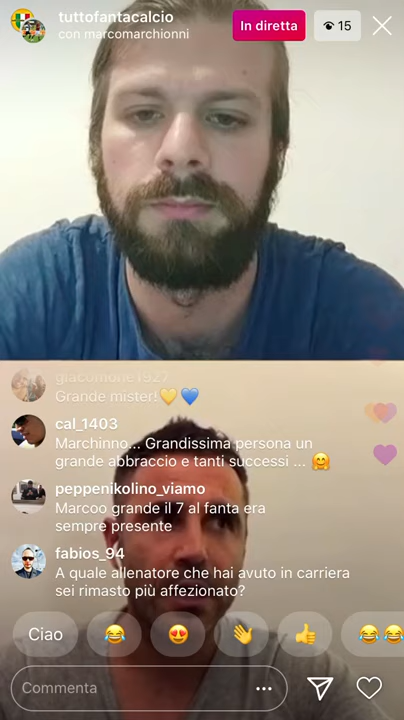 tuttofantacalcio
con marcomarchionni
In diretta
15
giacomone1927
Grande mister!💛💙
cal_1403
Marchinno... Grandissima persona un
grande abbraccio e tanti successi ... 🤗
peppenikolino_viamo
Marcoo grande il 7 al fanta era
sempre presente
fabios_94
A quale allenatore che hai avuto in carriera
sei rimasto più affezionato?
Ciao 😂 😍 👋 👍 😂😂
Commenta